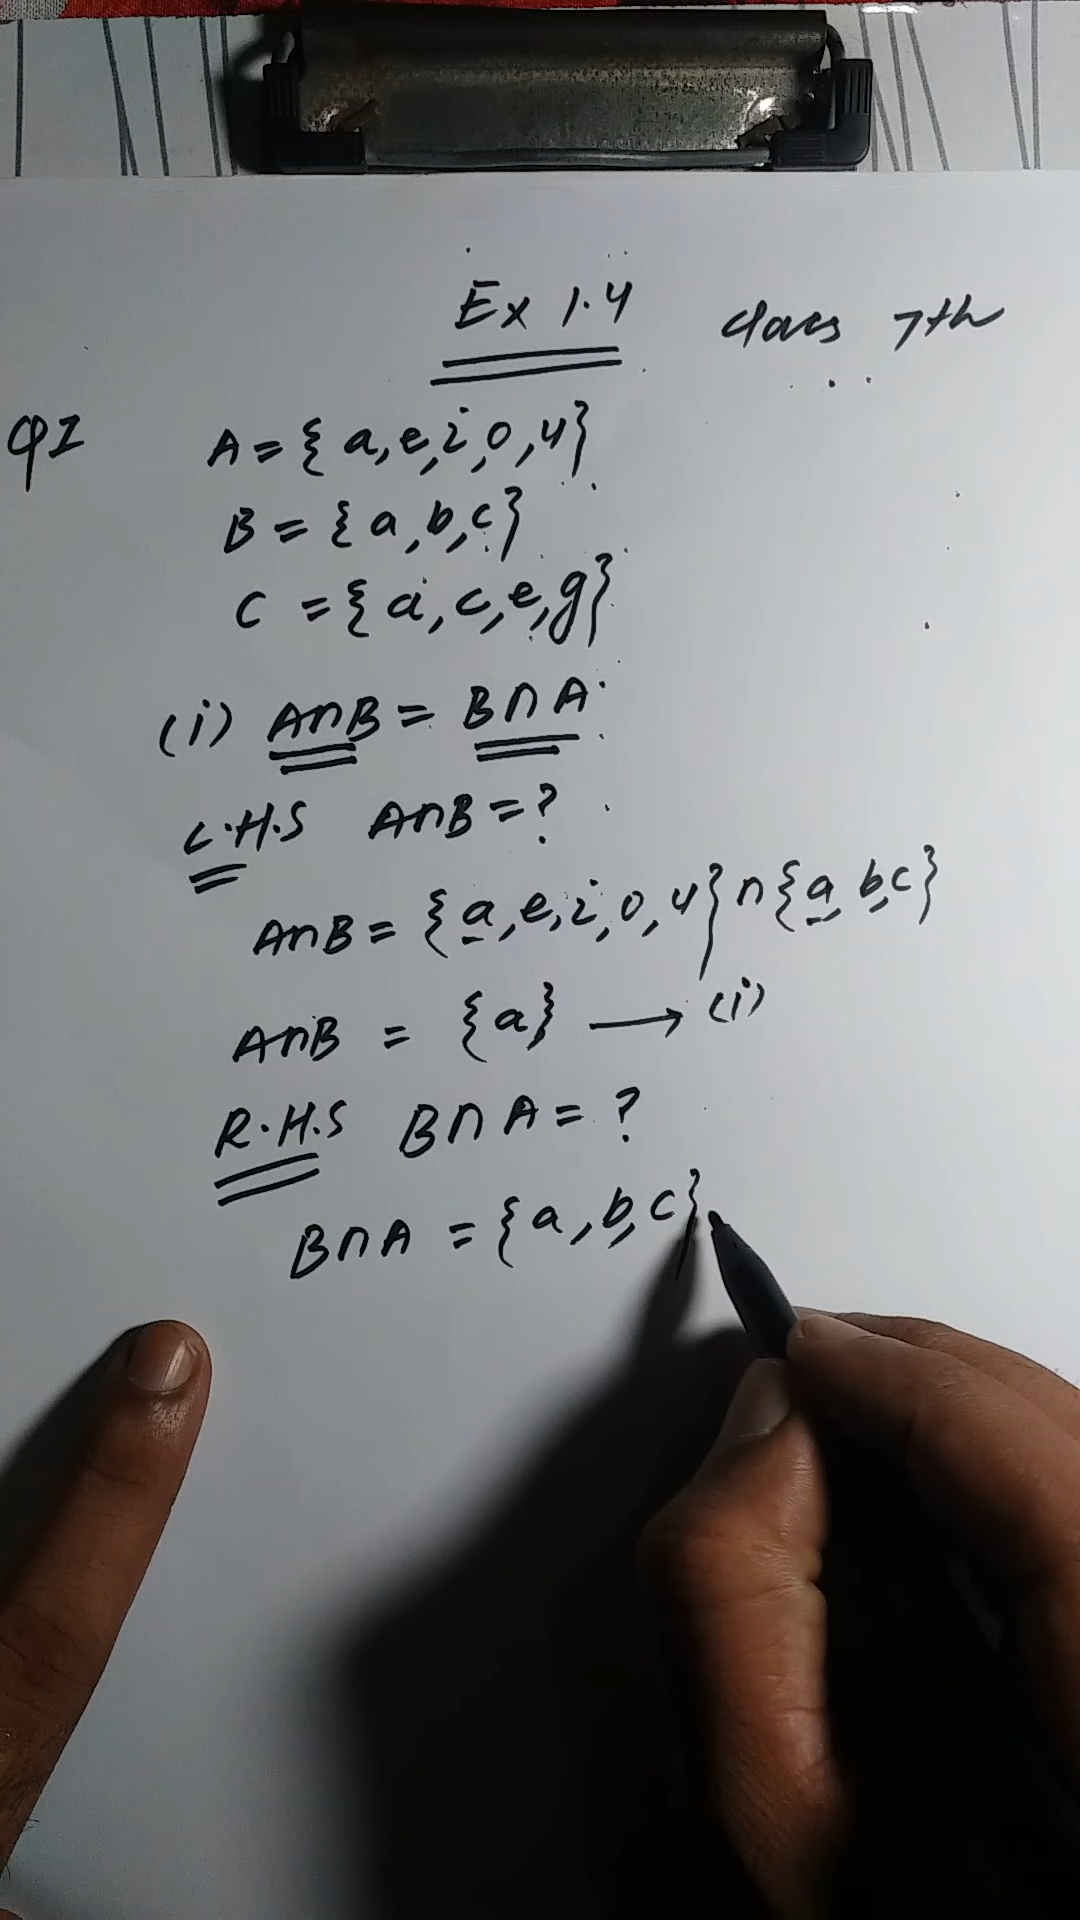 Ex 1.4 class 7th
Q1 A = { a, e, i, o, u}
B = { a, b, c}
C = { a, c, e, g}
(i) A∩B = B∩A
L.H.S A∩B = ?
A∩B = { a, e, i, o, u} ∩ { a, b, c}
A∩B = { a} → (i)
R.H.S B∩A = ?
B∩A = { a, b, c}